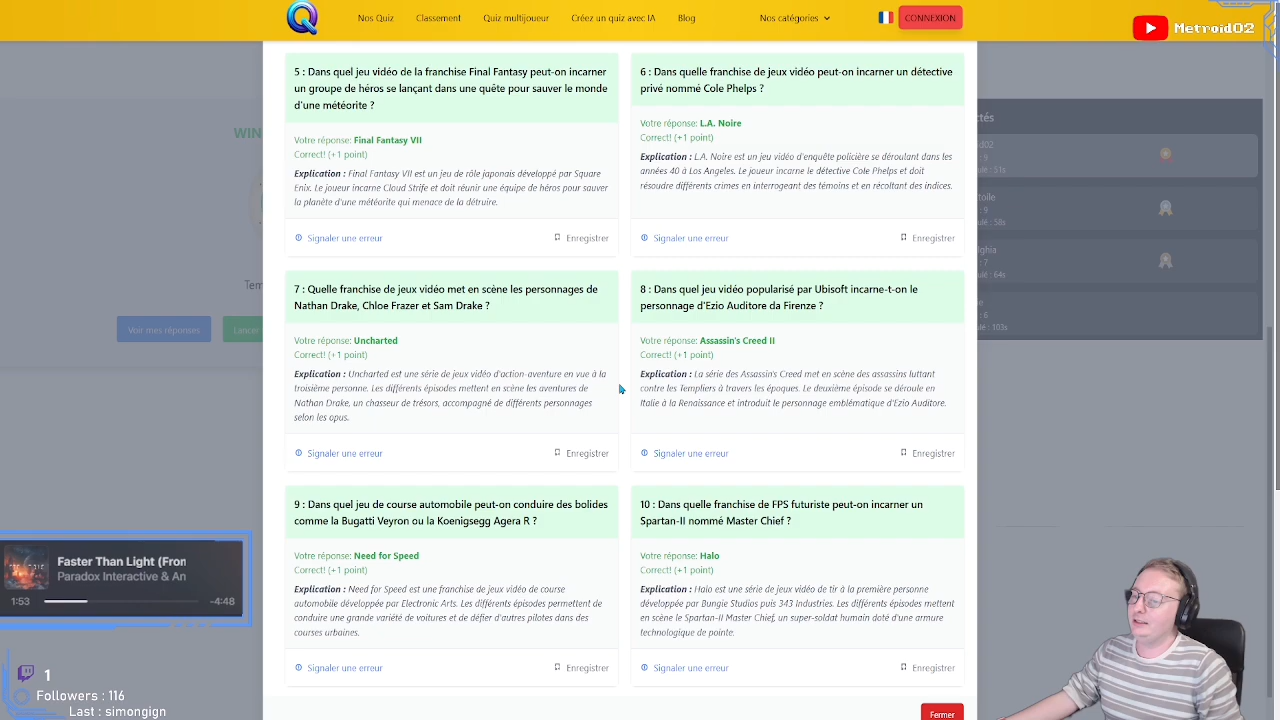 Nos Quiz
Classement
Quiz multijoueur
Créez un quiz avec IA
Blog
Nos catégories
CONNEXION
Metroid02
5 : Dans quel jeu vidéo de la franchise Final Fantasy peut-on incarner
un groupe de héros se lançant dans une quête pour sauver le monde
d'une météorite ?
Votre réponse: Final Fantasy VII
Correct! (+1 point)
Explication : Final Fantasy VII est un jeu de rôle japonais développé par Square
Enix. Le joueur incarne Cloud Strife et doit réunir une équipe de héros pour sauver
la planète d'une météorite qui menace de la détruire.
Signaler une erreur
Enregistrer
6 : Dans quelle franchise de jeux vidéo peut-on incarner un détective
privé nommé Cole Phelps ?
Votre réponse: L.A. Noire
Correct! (+1 point)
Explication : L.A. Noire est un jeu vidéo d'enquête policière se déroulant dans les
années 40 à Los Angeles. Le joueur incarne le détective Cole Phelps et doit
résoudre différents crimes en interrogeant des témoins et en récoltant des indices.
Signaler une erreur
Enregistrer
7 : Quelle franchise de jeux vidéo met en scène les personnages de
Nathan Drake, Chloe Frazer et Sam Drake ?
Votre réponse: Uncharted
Correct! (+1 point)
Explication : Uncharted est une série de jeux vidéo d'action-aventure en vue à la
troisième personne. Les différents épisodes mettent en scène les aventures de
Nathan Drake, un chasseur de trésors, accompagné de différents personnages
selon les opus.
Signaler une erreur
Enregistrer
8 : Dans quel jeu vidéo popularisé par Ubisoft incarne-t-on le
personnage d'Ezio Auditore da Firenze ?
Votre réponse: Assassin's Creed II
Correct! (+1 point)
Explication : La série des Assassin's Creed met en scène des assassins luttant
contre les Templiers à travers les époques. Le deuxième épisode se déroule en
Italie à la Renaissance et introduit le personnage emblématique d'Ezio Auditore.
Signaler une erreur
Enregistrer
9 : Dans quel jeu de course automobile peut-on conduire des bolides
comme la Bugatti Veyron ou la Koenigsegg Agera R ?
Votre réponse: Need for Speed
Correct! (+1 point)
Explication : Need for Speed est une franchise de jeux vidéo de course
automobile développée par Electronic Arts. Les différents épisodes permettent de
conduire une grande variété de voitures et de défier d'autres pilotes dans des
courses urbaines.
Signaler une erreur
Enregistrer
10 : Dans quelle franchise de FPS futuriste peut-on incarner un
Spartan-II nommé Master Chief ?
Votre réponse: Halo
Correct! (+1 point)
Explication : Halo est une série de jeux vidéo de tir à la première personne
développée par Bungie Studios puis 343 Industries. Les différents épisodes mettent
en scène le Spartan-II Master Chief, un super-soldat humain doté d'une armure
technologique de pointe.
Signaler une erreur
Enregistrer
Fermer
WIN
Ter
Voir mes réponses
Lancer
ctés
d02
: 9
ulé : 51s
toile
: 9
ulé : 58s
ghia
: 7
ulé : 64s
e
: 6
ulé : 103s
Faster Than Light (Fron
Paradox Interactive & An
1:53
-4:48
1
Followers : 116
Last : simongign